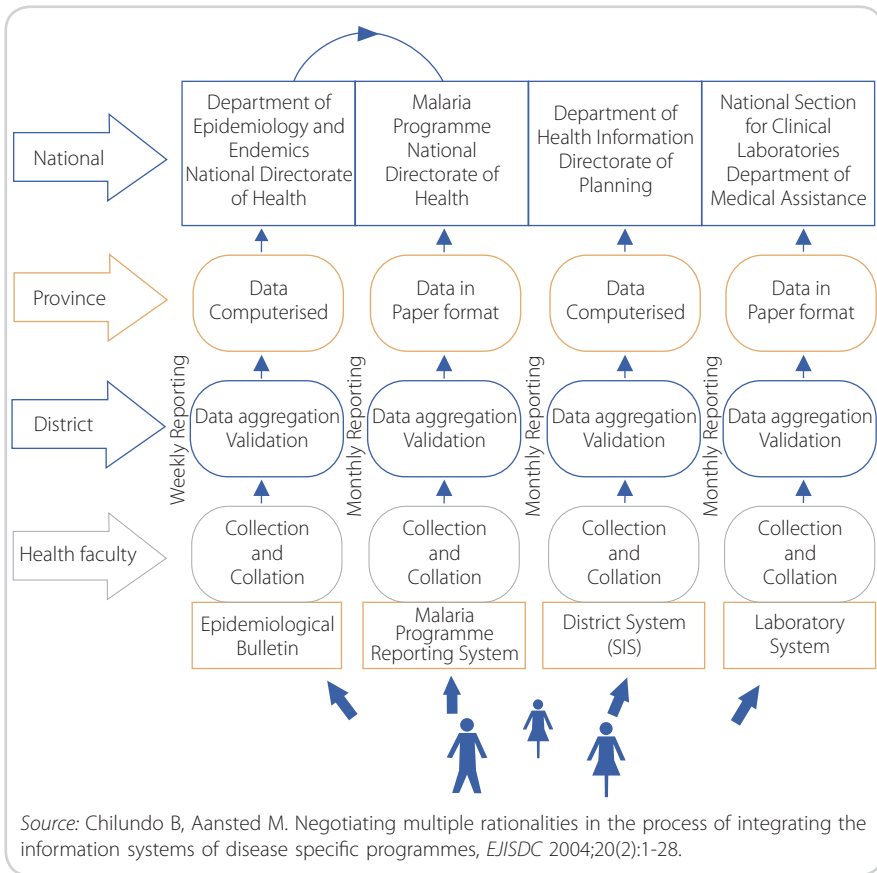 National
Department of
Epidemiology and
Endemics
National Directorate
of Health
Malaria
Programme
National
Directorate of
Health
Department of
Health Information
Directorate of
Planning
National Section
for Clinical
Laboratories
Department of
Medical Assistance
Province
Data
Computerised
Data in
Paper format
Data
Computerised
Data in
Paper format
District
Weekly Reporting
Data aggregation
Validation
Monthly Reporting
Data aggregation
Validation
Monthly Reporting
Data aggregation
Validation
Monthly Reporting
Data aggregation
Validation
Health faculty
Collection
and
Collation
Collection
and
Collation
Collection
and
Collation
Collection
and
Collation
Epidemiological
Bulletin
Malaria
Programme
Reporting System
District System
(SIS)
Laboratory
System
Source: Chilundo B, Aansted M. Negotiating multiple rationalities in the process of integrating the
information systems of disease specific programmes, EJISDC 2004;20(2):1-28.